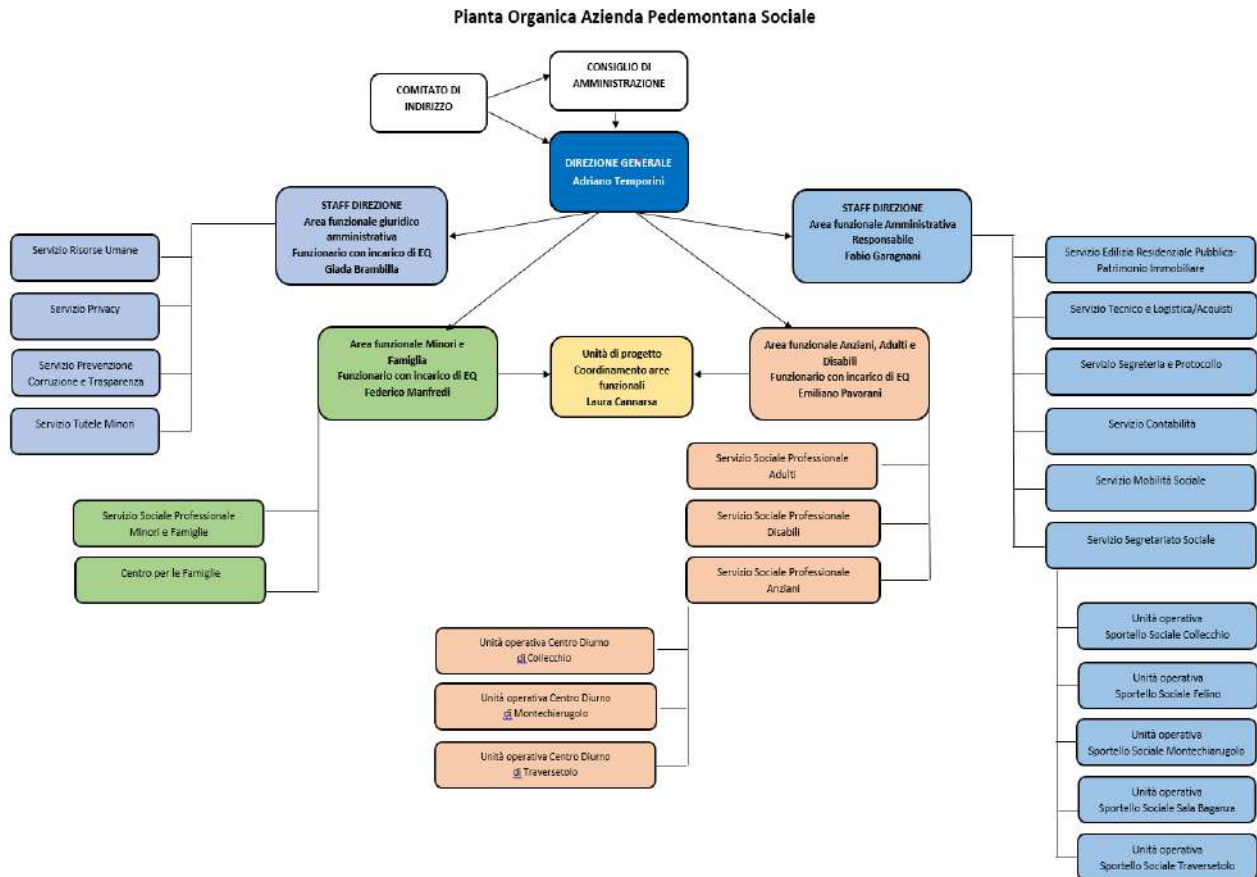 Pianta Organica Azienda Pedemontana Sociale
CONSIGLIO DI
AMMINISTRAZIONE
COMITATO DI
INDIRIZZO
DIREZIONE GENERALE
Adriano Temporini
STAFF DIREZIONE
Area funzionale giuridico
amministrativa
Funzionario con incarico di EQ
Giada Brambilla
STAFF DIREZIONE
Area funzionale Amministrativa
Responsabile
Fabio Garagnani
Servizio Risorse Umane
Servizio Privacy
Servizio Prevenzione
Corruzione e Trasparenza
Servizio Tutele Minori
Area funzionale Minori e
Famiglia
Funzionario con incarico di EQ
Federico Manfredi
Unità di progetto
Coordinamento aree
funzionali
Laura Cannarsa
Area funzionale Anziani, Adulti e
Disabili
Funzionario con incarico di EQ
Emiliano Pavarani
Servizio Edilizia Residenziale Pubblica-
Patrimonio Immobiliare
Servizio Tecnico e Logistica/Acquisti
Servizio Segreteria e Protocollo
Servizio Contabilità
Servizio Mobilità Sociale
Servizio Segretariato Sociale
Servizio Sociale Professionale
Minori e Famiglie
Centro per le Famiglie
Servizio Sociale Professionale
Adulti
Servizio Sociale Professionale
Disabili
Servizio Sociale Professionale
Anziani
Unità operativa Centro Diurno
di Collecchio
Unità operativa Centro Diurno
di Montechiarugolo
Unità operativa Centro Diurno
di Traversetolo
Unità operativa
Sportello Sociale Collecchio
Unità operativa
Sportello Sociale Felino
Unità operativa
Sportello Sociale Montechiarugolo
Unità operativa
Sportello Sociale Sala Baganza
Unità operativa
Sportello Sociale Traversetolo